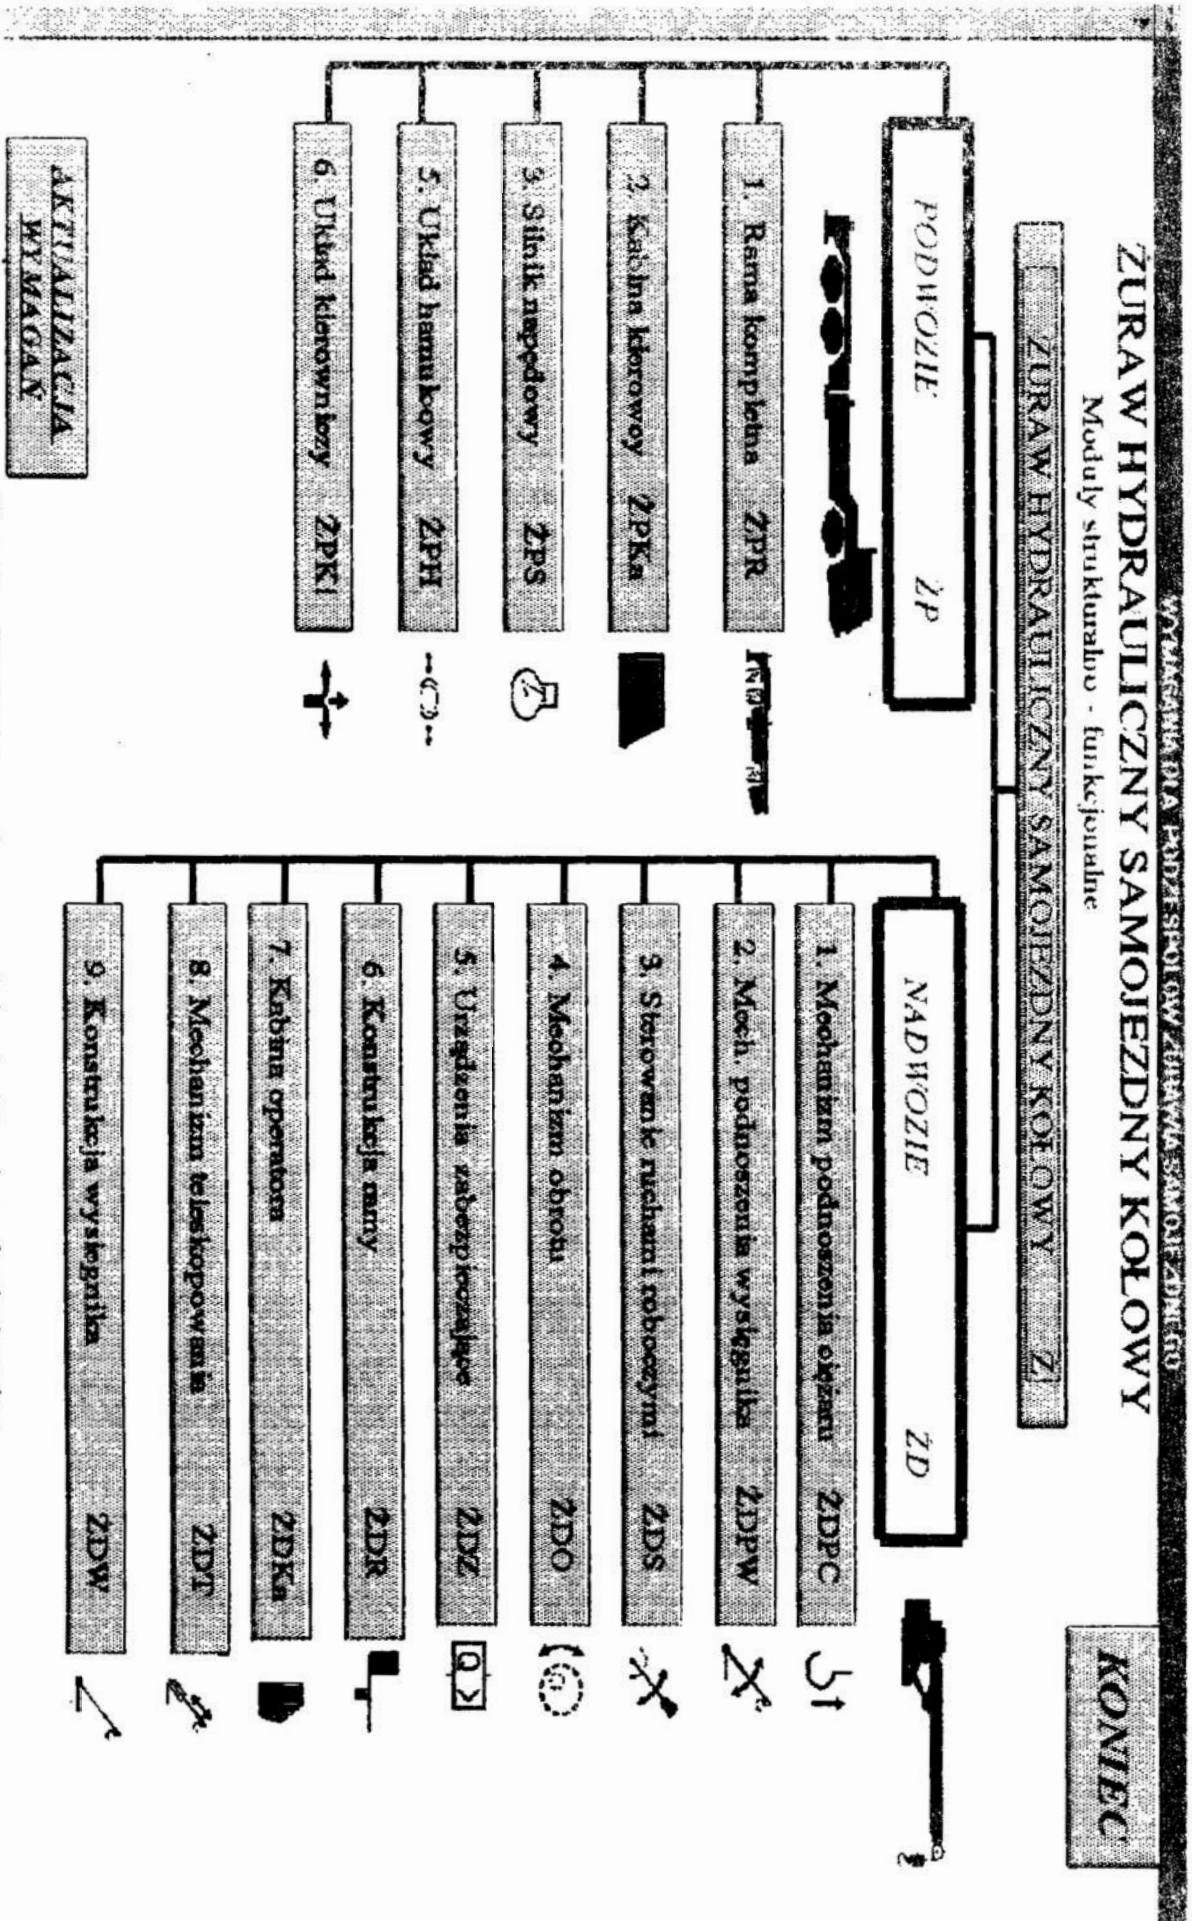 WYMAGANIA DLA PODZESPOŁÓW ŻURAWIA SAMOJEZDNEGO
ŻURAW HYDRAULICZNY SAMOJEZDNY KOŁOWY
Moduły strukturalno - funkcjonalne
KONIEC
ŻURAW HYDRAULICZNY SAMOJEZDNY KOŁOWY Ż
PODWOZIE ŻP
1. Rama kompletna ŻPR
2. Kabina kierowcy ŻPKa
3. Silnik napędowy ŻPS
5. Układ hamulcowy ŻPH
6. Układ kierowniczy ŻPKi
NADWOZIE ŻD
1. Mechanizm podnoszenia ciężaru ŻDPC
2. Mech. podnoszenia wysięgnika ŻDPW
3. Sterowanie ruchami roboczymi ŻDS
4. Mechanizm obrotu ŻDO
5. Urządzenia zabezpieczające ŻDZ
Q>
6. Konstrukcja ramy ŻDR
7. Kabina operatora ŻDKa
8. Mechanizm teleskopowania ŻDT
9. Konstrukcja wysięgnika ŻDW
AKTUALIZACJA
WYMAGAŃ